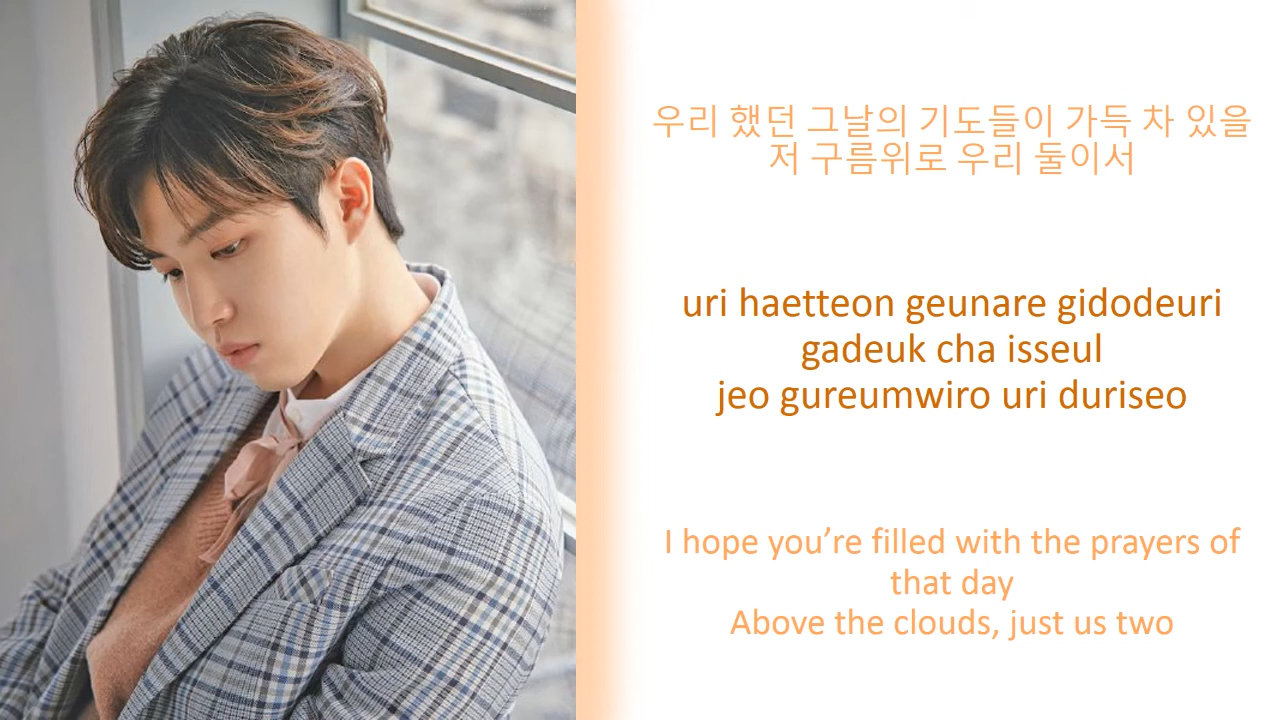 우리 했던 그날의 기도들이 가득 차 있을
저 구름위로 우리 둘이서
uri haetteon geunare gidodeuri
gadeuk cha isseul
jeo gureumwiro uri duriseo
I hope you’re filled with the prayers of
that day
Above the clouds, just us two